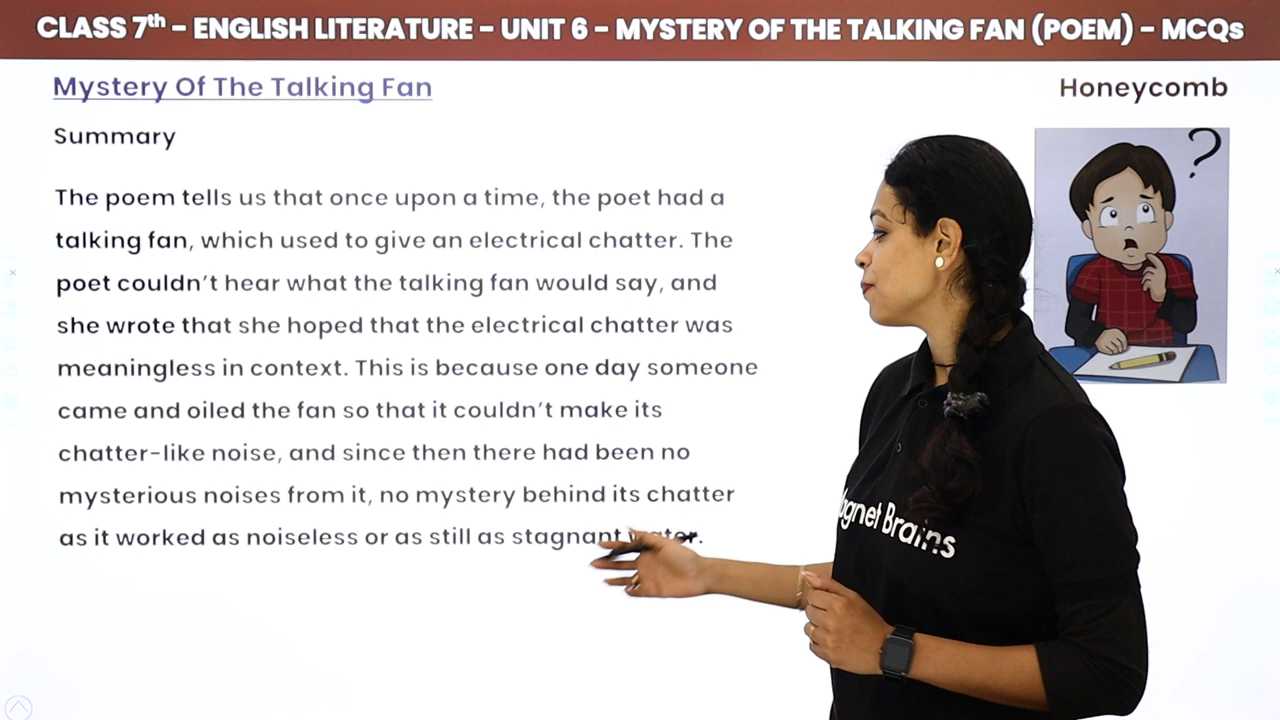 CLASS 7th - ENGLISH LITERATURE - UNIT 6 - MYSTERY OF THE TALKING FAN (POEM) - MCQs
Mystery Of The Talking Fan
Honeycomb
Summary
?
The poem tells us that once upon a time, the poet had a
talking fan, which used to give an electrical chatter. The
poet couldn't hear what the talking fan would say, and
she wrote that she hoped that the electrical chatter was
meaningless in context. This is because one day someone
came and oiled the fan so that it couldn't make its
chatter-like noise, and since then there had been no
mysterious noises from it, no mystery behind its chatter
as it worked as noiseless or as still as stagnant water.
Brains